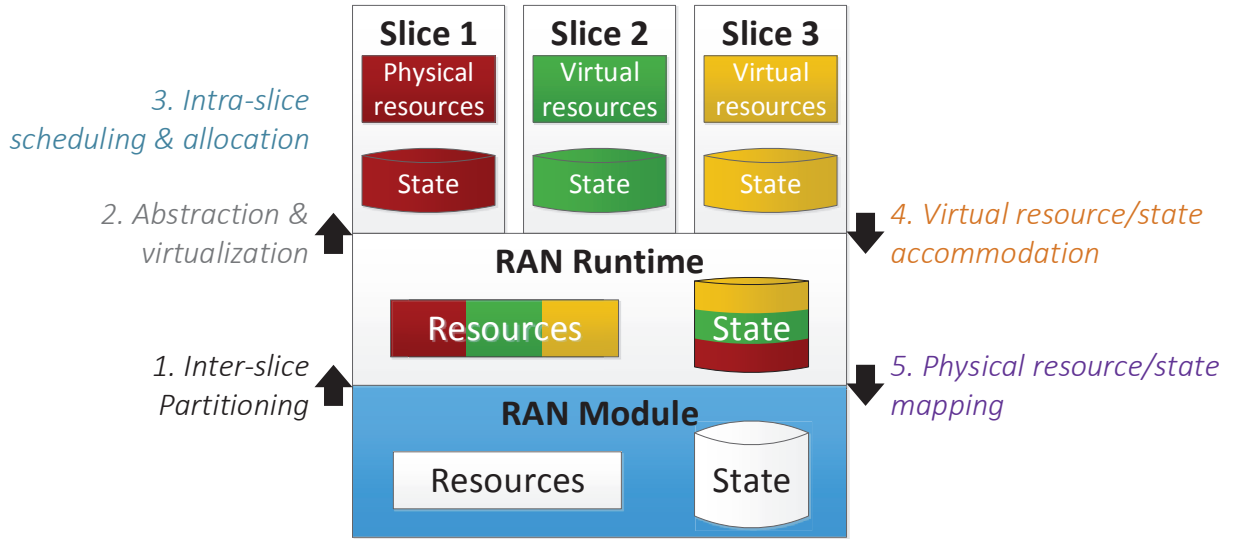 Slice 1
Slice 2
Slice 3
Physical
resources
Virtual
resources
Virtual
resources
State
State
State
3. Intra-slice
scheduling & allocation
2. Abstraction &
virtualization
4. Virtual resource/state
accommodation
RAN Runtime
Resources
State
1. Inter-slice
Partitioning
5. Physical resource/state
mapping
RAN Module
Resources
State